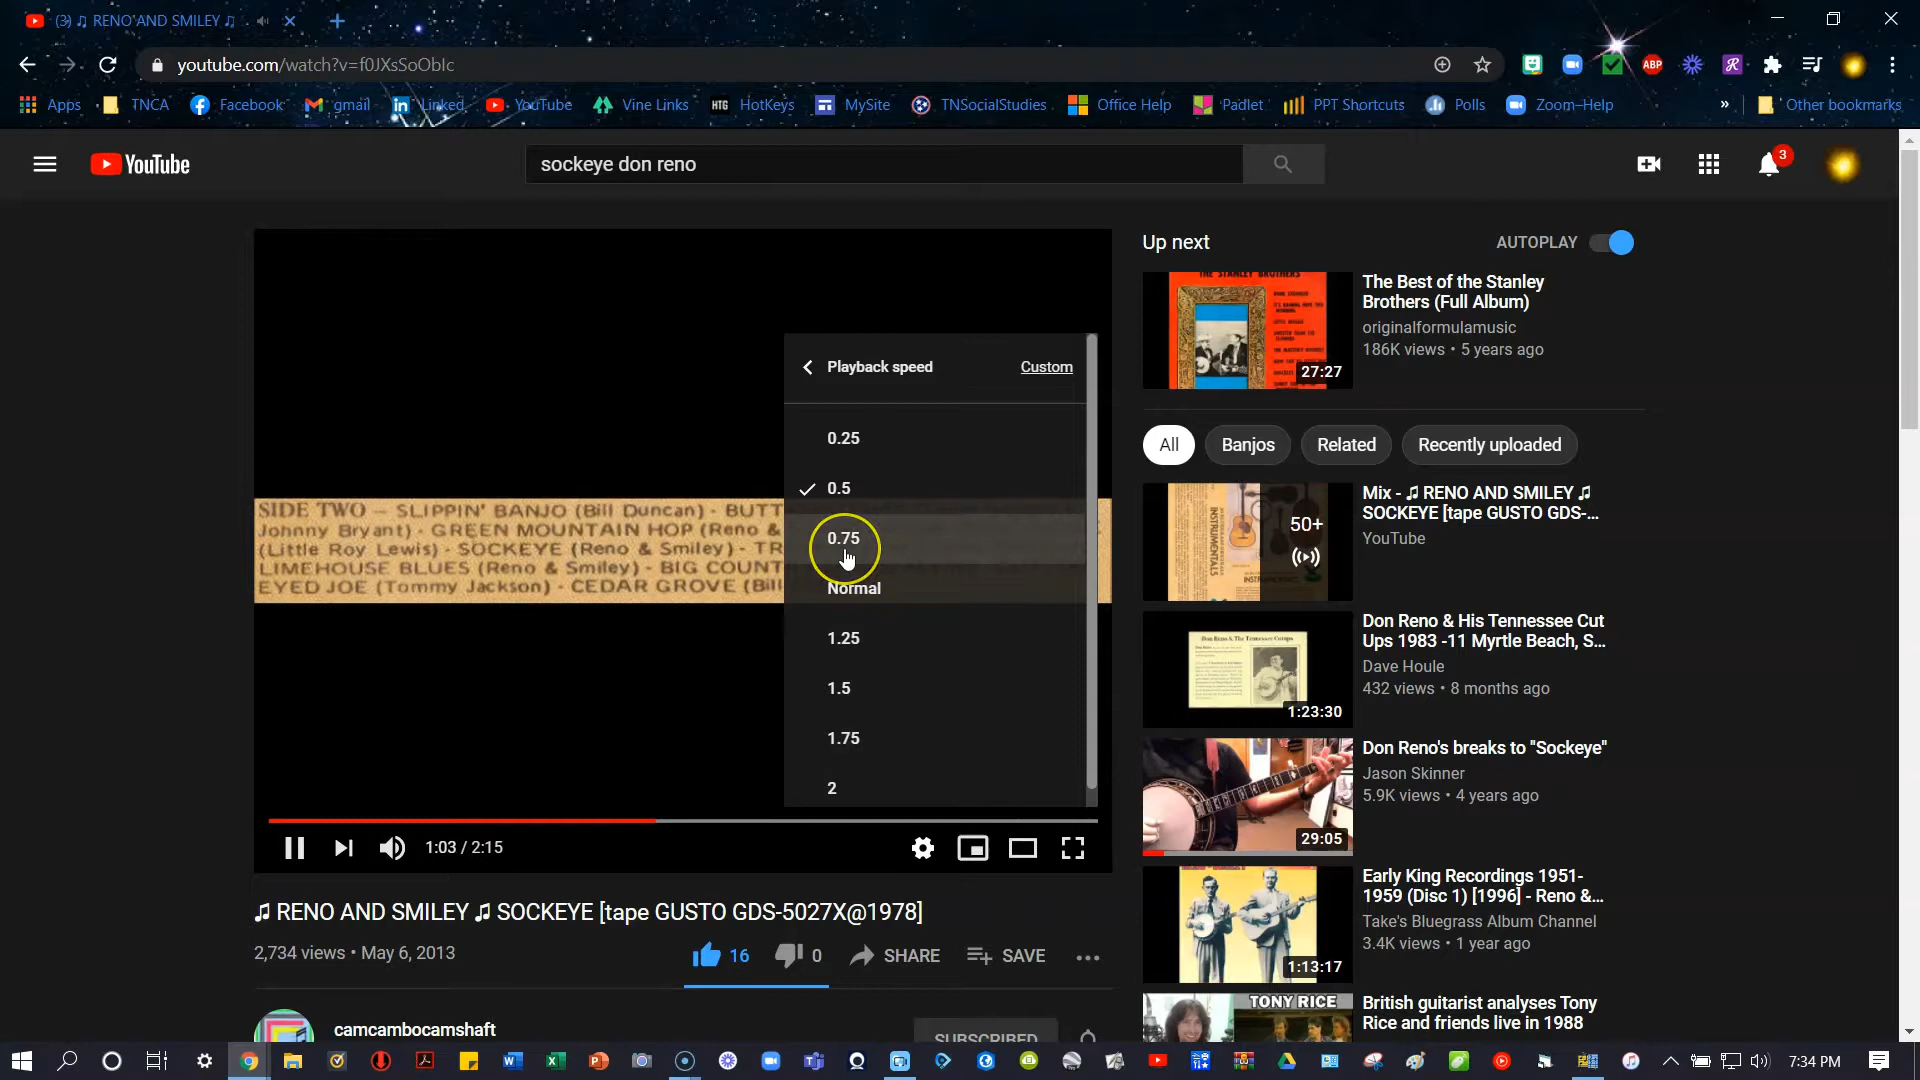 (3) ♫ RENO AND SMILEY ♫
youtube.com/watch?v=f0JXsSoOblc
ABP
Apps TNCA Facebook gmail Linked YouTube Vine Links HTG HotKeys MySite TNSocialStudies Office Help Padlet PPT Shortcuts Polls Zoom-Help » Other bookmarks
YouTube
sockeye don reno
3
SIDE TWO – SLIPPIN' BANJO (Bill Duncan) - BUTT
Johnny Bryant) - GREEN MOUNTAIN HOP (Reno &
(Little Roy Lewis) - SOCKEYE (Reno & Smiley) - TR
LIMEHOUSE BLUES (Reno & Smiley) - BIG COUNT
EYED JOE (Tommy Jackson) - CEDAR GROVE (Bill
Playback speed Custom
0.25
0.5
0.75
Normal
1.25
1.5
1.75
2
1:03 / 2:15
♫ RENO AND SMILEY ♫ SOCKEYE [tape GUSTO GDS-5027X@1978]
2,734 views • May 6, 2013
16 0 SHARE SAVE
camcambocamshaft
SUBSCRIBED
Up next AUTOPLAY
THE STANLEY BROTHERS
27:27
The Best of the Stanley
Brothers (Full Album)
originalformulamusic
186K views • 5 years ago
All Banjos Related Recently uploaded
INSTRUMENTALS
50+
Mix - ♫ RENO AND SMILEY ♫
SOCKEYE [tape GUSTO GDS-...
YouTube
Don Reno & The Tennessee Cutups
1:23:30
Don Reno & His Tennessee Cut
Ups 1983 -11 Myrtle Beach, S...
Dave Houle
432 views • 8 months ago
29:05
Don Reno's breaks to "Sockeye"
Jason Skinner
5.9K views • 4 years ago
1:13:17
Early King Recordings 1951-
1959 (Disc 1) [1996] - Reno &...
Take's Bluegrass Album Channel
3.4K views • 1 year ago
TONY RICE
British guitarist analyses Tony
Rice and friends live in 1988
7:34 PM